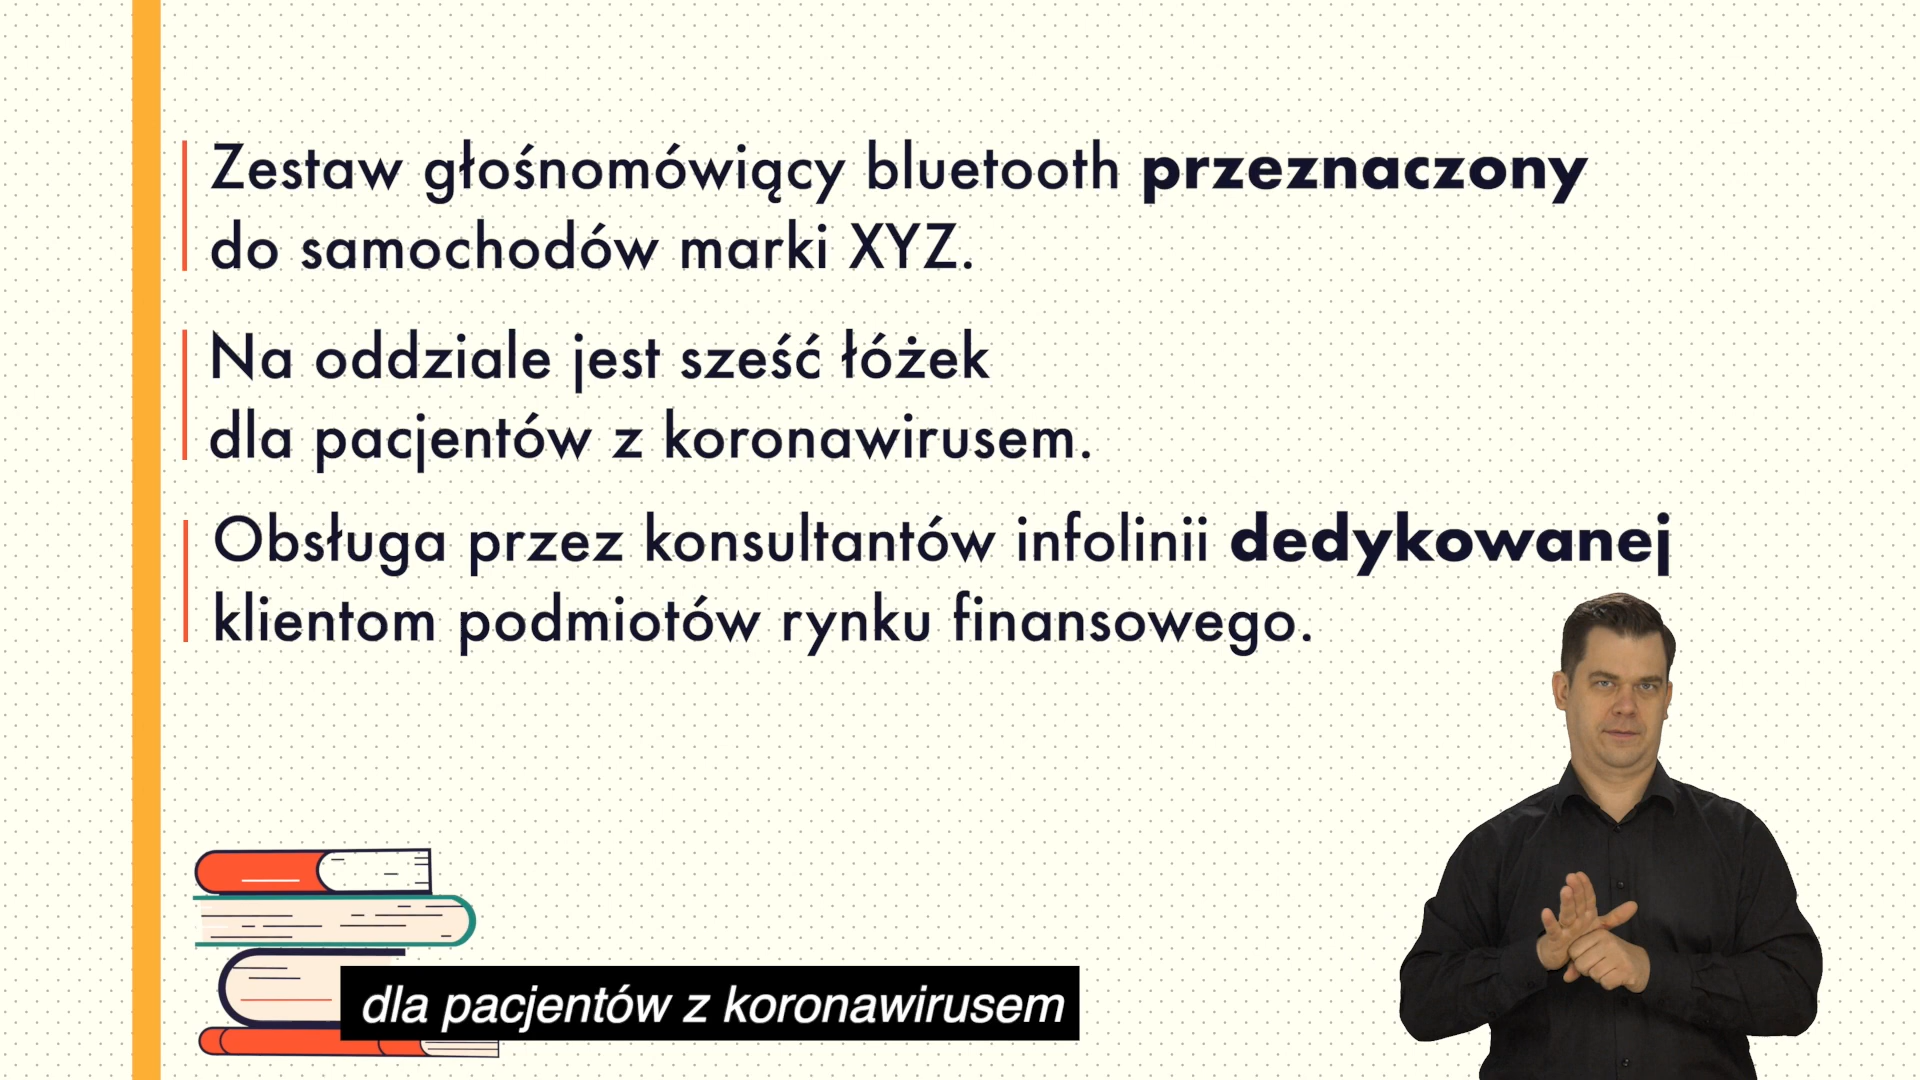 Zestaw głośnomówiący bluetooth przeznaczony
do samochodów marki XYZ.
Na oddziale jest sześć łóżek
dla pacjentów z koronawirusem.
Obsługa przez konsultantów infolinii dedykowanej
klientom podmiotów rynku finansowego.
dla pacjentów z koronawirusem